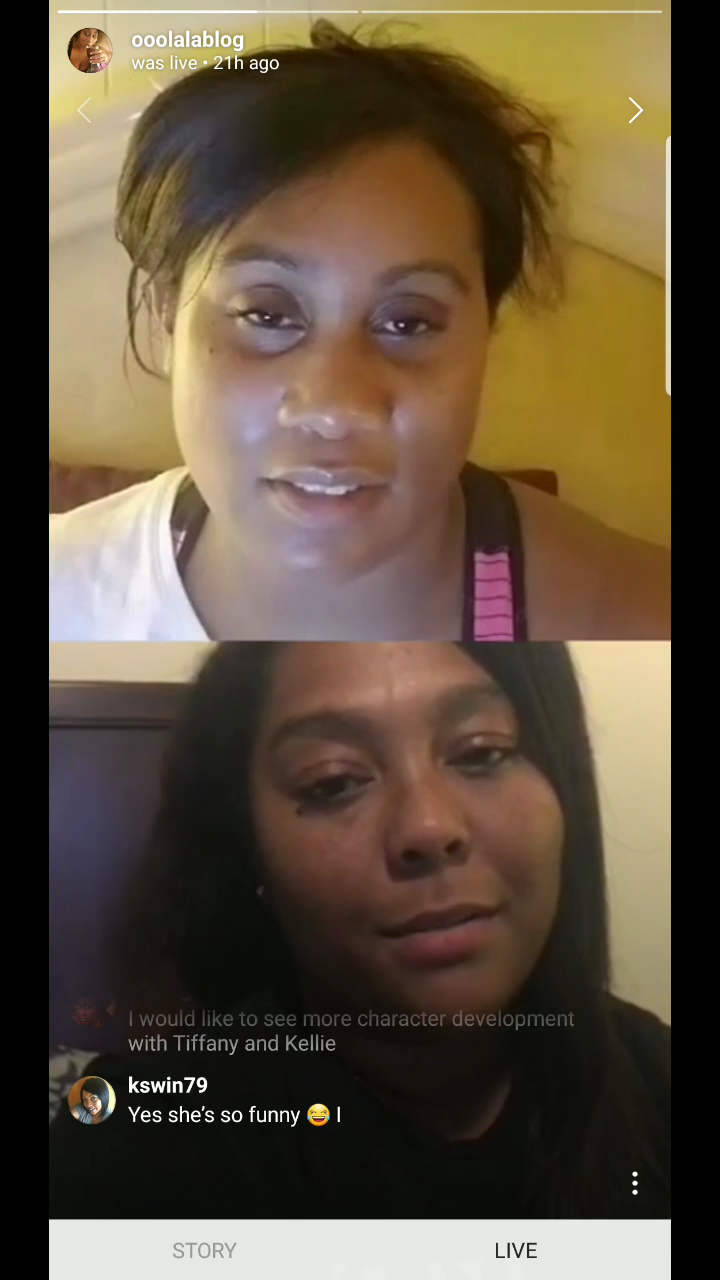 ooolalablog
was live • 21h ago
I would like to see more character development
with Tiffany and Kellie
kswin79
Yes she's so funny 😂 I
STORY
LIVE